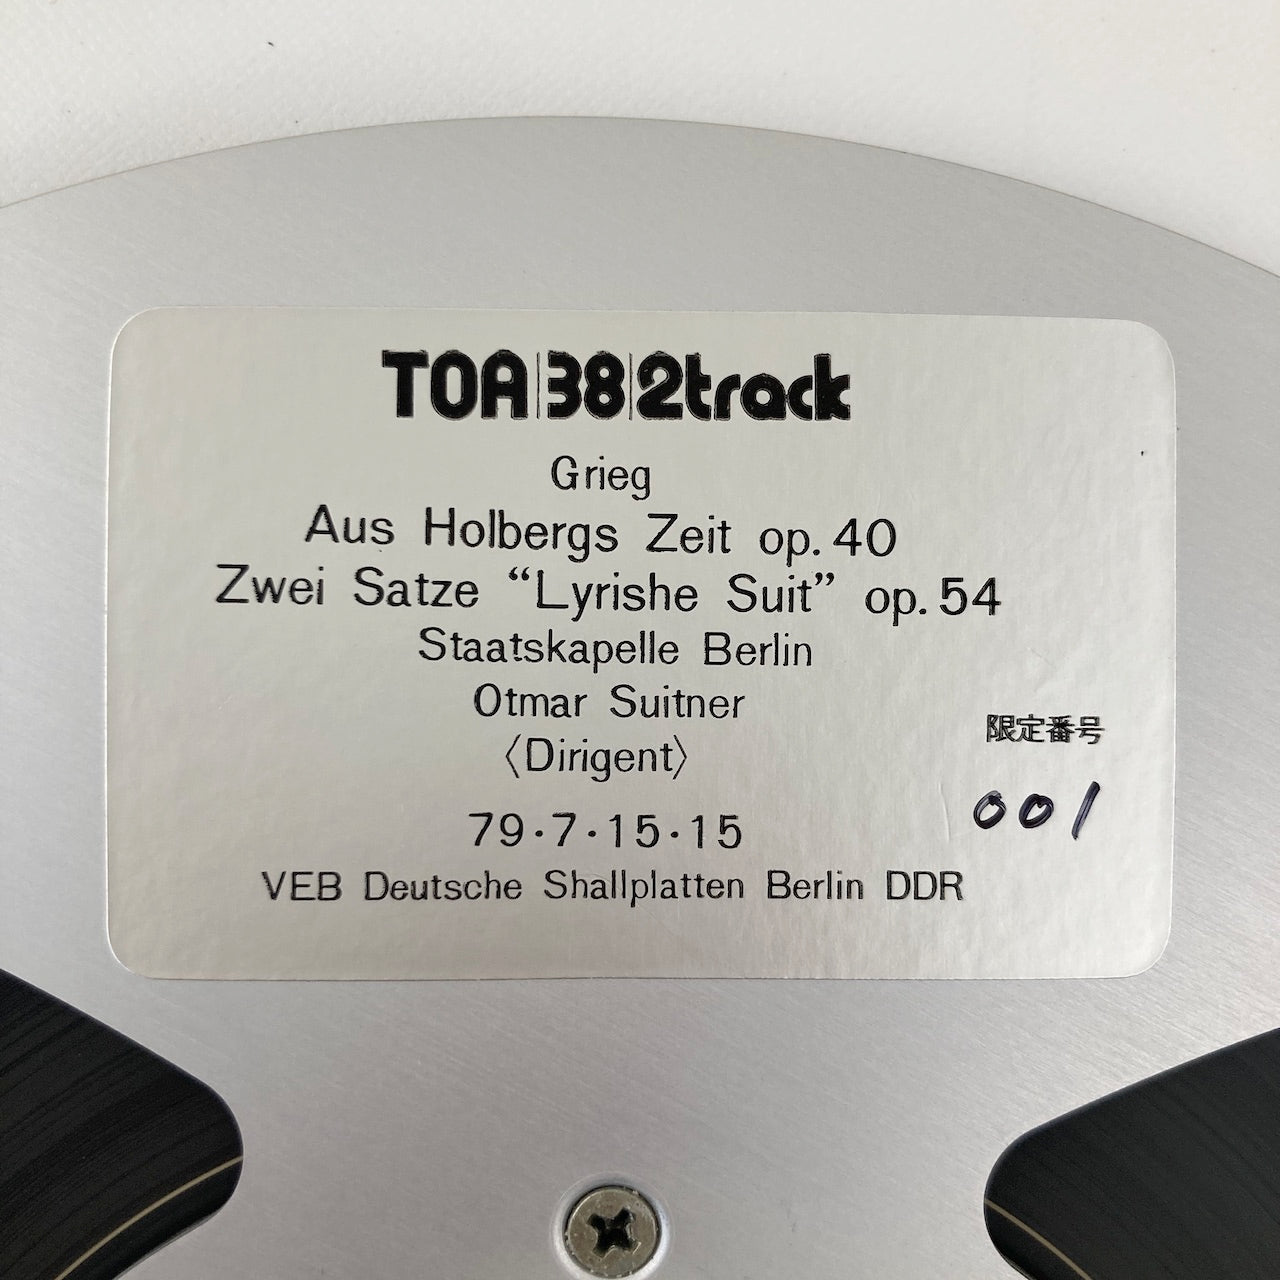 TOA|38|2track
Grieg
Aus Holbergs Zeit op.40
Zwei Satze “Lyrishe Suit” op.54
Staatskapelle Berlin
Otmar Suitner
〈Dirigent〉
限定番号
001
79・7・15・15
VEB Deutsche Shallplatten Berlin DDR